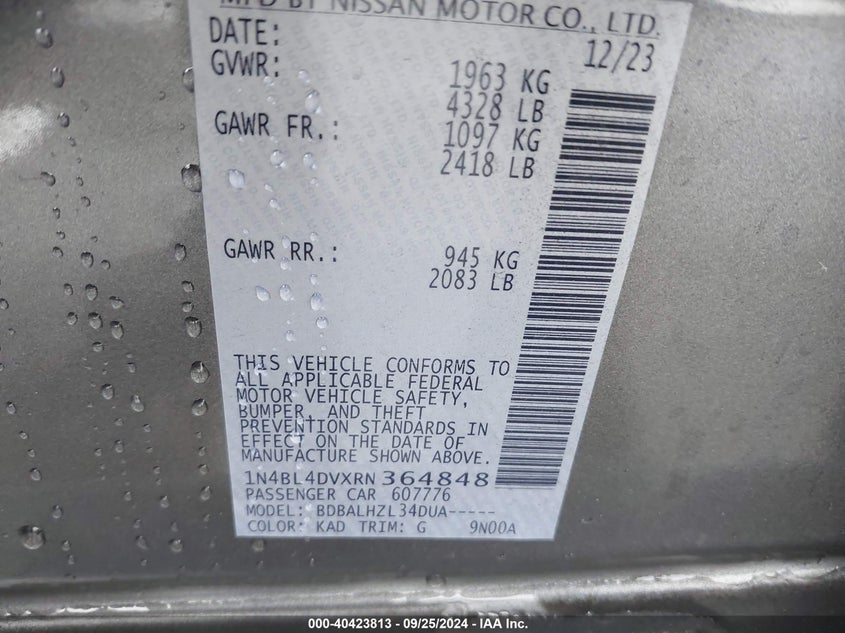 MFD BY NISSAN MOTOR CO., LTD.
DATE: 12/23
GVWR: 1963 KG
4328 LB
GAWR FR.: 1097 KG
2418 LB
GAWR RR.: 945 KG
2083 LB
THIS VEHICLE CONFORMS TO
ALL APPLICABLE FEDERAL
MOTOR VEHICLE SAFETY,
BUMPER, AND THEFT
PREVENTION STANDARDS IN
EFFECT ON THE DATE OF
MANUFACTURE SHOWN ABOVE.
1N4BL4DVXRN364848
PASSENGER CAR 607776
MODEL: BDBALHZL34DUA-----
COLOR: KAD TRIM: G 9N00A
000-40423813 - 09/25/2024 - IAA Inc.